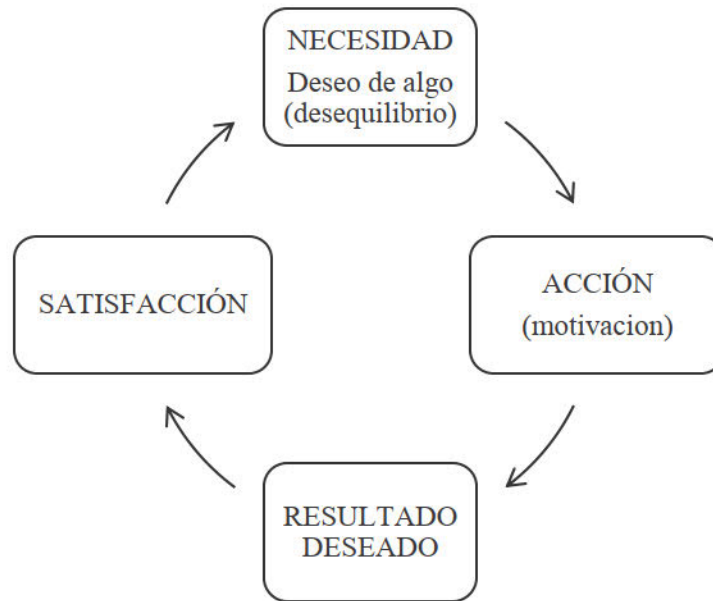 NECESIDAD
Deseo de algo
(desequilibrio)
ACCIÓN
(motivacion)
RESULTADO
DESEADO
SATISFACCIÓN